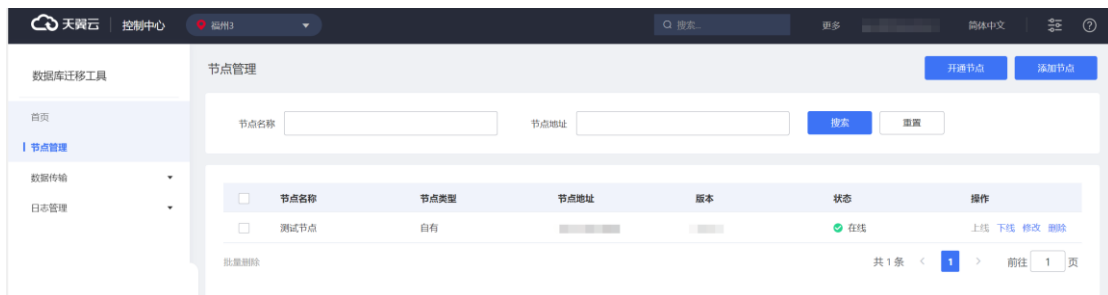 天翼云 控制中心 福州3 搜索... 更多 简体中文
数据库迁移工具
首页
节点管理
数据传输
日志管理
节点管理 开通节点 添加节点
节点名称 节点地址 搜索 重置
节点名称 节点类型 节点地址 版本 状态 操作
测试节点 自有 在线 上线 下线 修改 删除
批量删除 共 1 条 < 1 > 前往 1 页